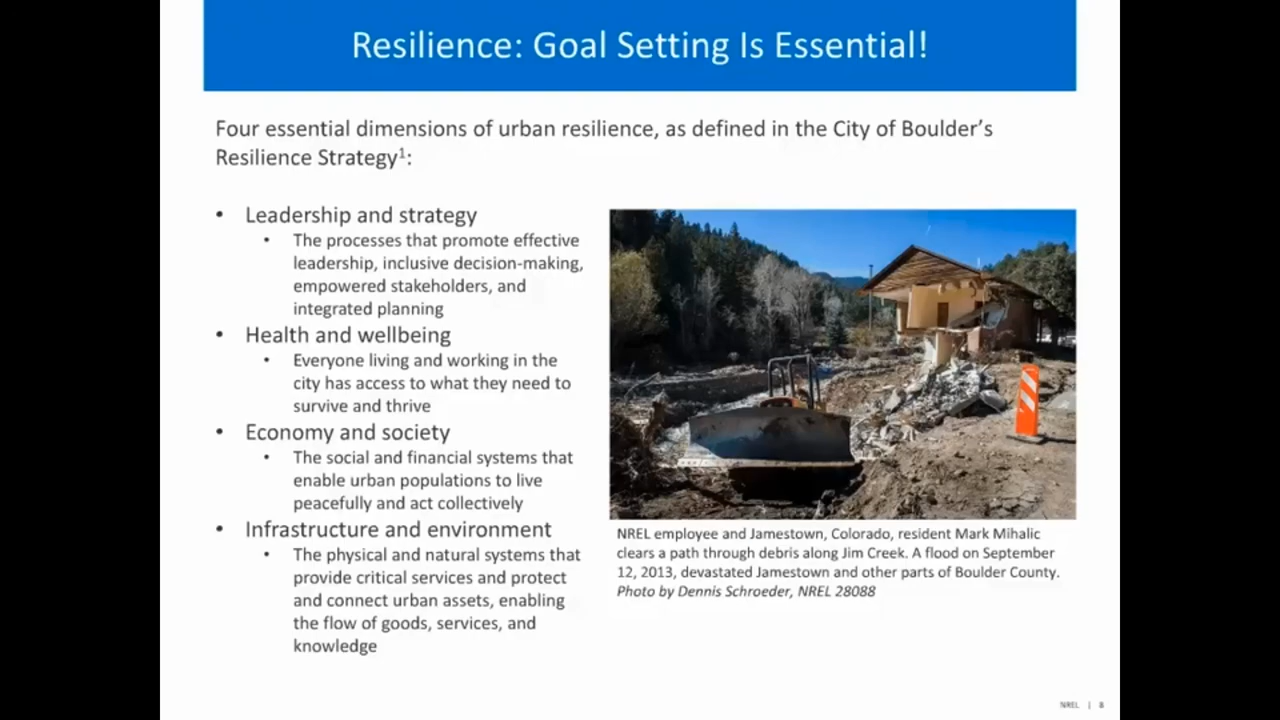 Resilience: Goal Setting Is Essential!
Four essential dimensions of urban resilience, as defined in the City of Boulder’s
Resilience Strategy¹:
• Leadership and strategy
• The processes that promote effective
leadership, inclusive decision-making,
empowered stakeholders, and
integrated planning
• Health and wellbeing
• Everyone living and working in the
city has access to what they need to
survive and thrive
• Economy and society
• The social and financial systems that
enable urban populations to live
peacefully and act collectively
• Infrastructure and environment
• The physical and natural systems that
provide critical services and protect
and connect urban assets, enabling
the flow of goods, services, and
knowledge
NREL employee and Jamestown, Colorado, resident Mark Mihalic
clears a path through debris along Jim Creek. A flood on September
12, 2013, devastated Jamestown and other parts of Boulder County.
Photo by Dennis Schroeder, NREL 28088
NREL | 8